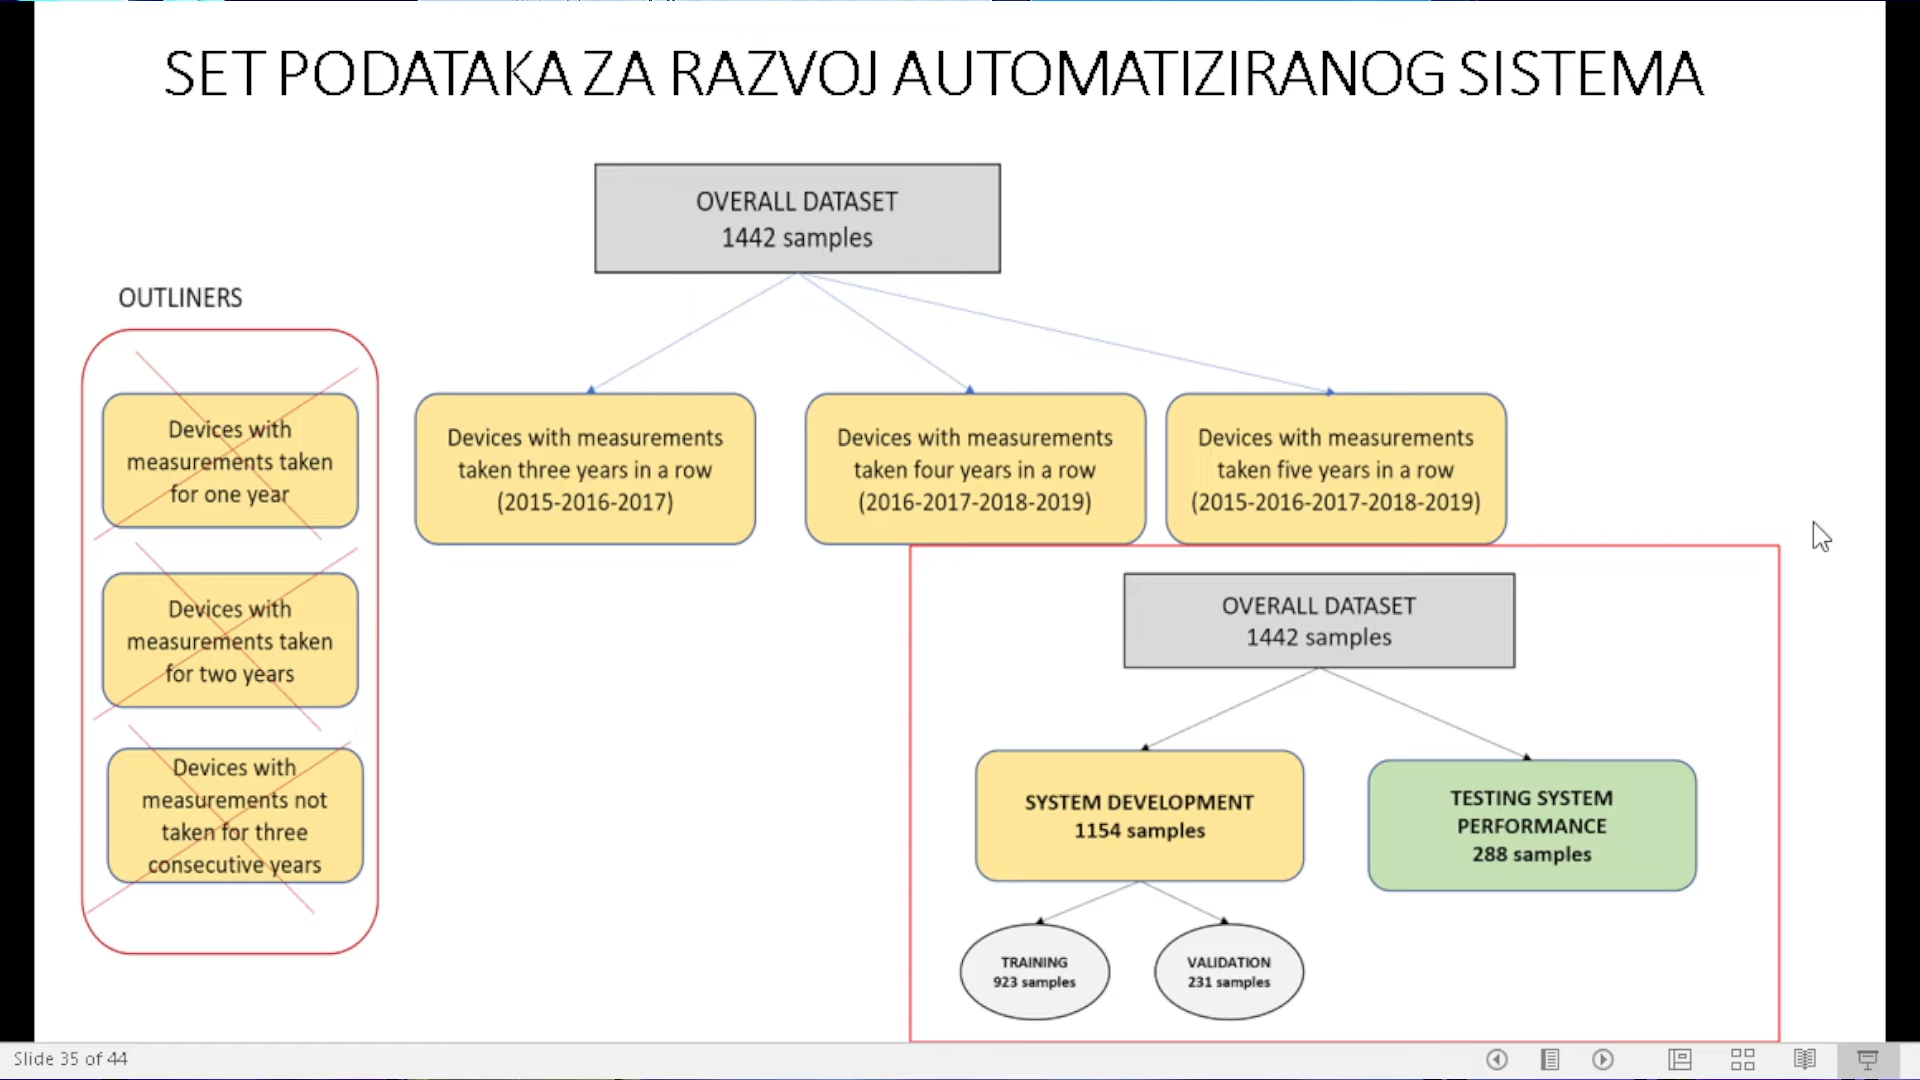 SET PODATAKA ZA RAZVOJ AUTOMATIZIRANOG SISTEMA
OVERALL DATASET
1442 samples
OUTLINERS
Devices with
measurements taken
for one year
Devices with
measurements taken
for two years
Devices with
measurements not
taken for three
consecutive years
Devices with measurements
taken three years in a row
(2015-2016-2017)
Devices with measurements
taken four years in a row
(2016-2017-2018-2019)
Devices with measurements
taken five years in a row
(2015-2016-2017-2018-2019)
OVERALL DATASET
1442 samples
SYSTEM DEVELOPMENT
1154 samples
TESTING SYSTEM
PERFORMANCE
288 samples
TRAINING
923 samples
VALIDATION
231 samples
Slide 35 of 44